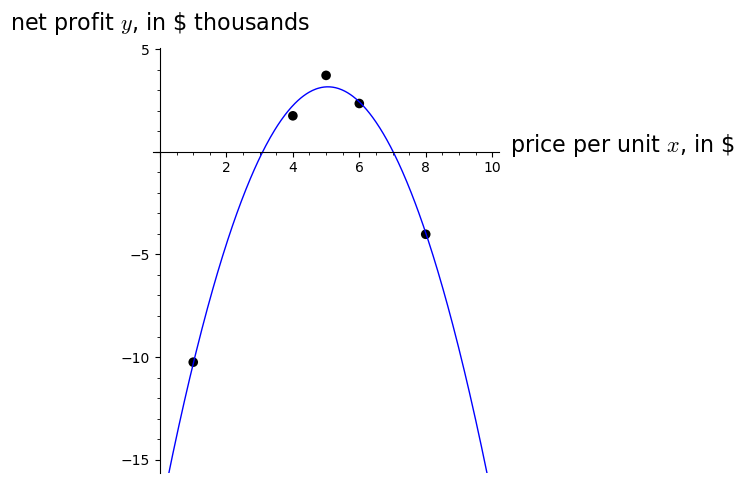 net profit y, in $ thousands
5
price per unit x, in $
2 4 6 8 10
−5
−10
−15